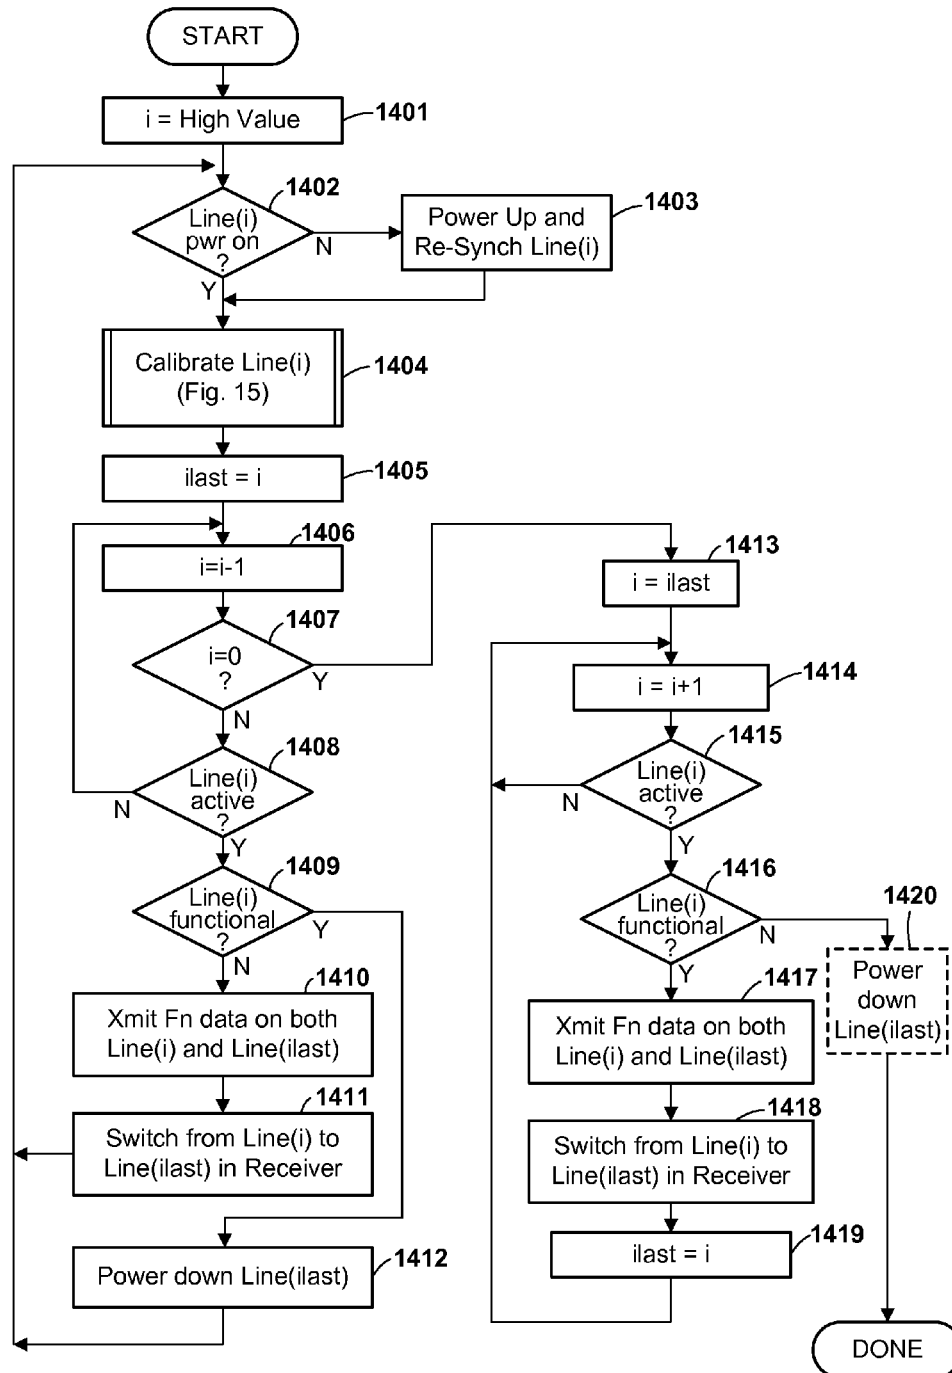 START
i = High Value
1401
1402
Line(i)
pwr on
?
N
Y
Power Up and
Re-Synch Line(i)
1403
Calibrate Line(i)
(Fig. 15)
1404
ilast = i
1405
1406
i=i-1
1407
i=0
?
Y
N
1408
Line(i)
active
?
N
Y
1409
Line(i)
functional
?
Y
N
1410
Xmit Fn data on both
Line(i) and Line(ilast)
1411
Switch from Line(i) to
Line(ilast) in Receiver
Power down Line(ilast)
1412
1413
i = ilast
i = i+1
1414
1415
Line(i)
active
?
N
Y
1416
Line(i)
functional
?
N
Y
1417
Xmit Fn data on both
Line(i) and Line(ilast)
1418
Switch from Line(i) to
Line(ilast) in Receiver
ilast = i
1419
1420
Power
down
Line(ilast)
DONE